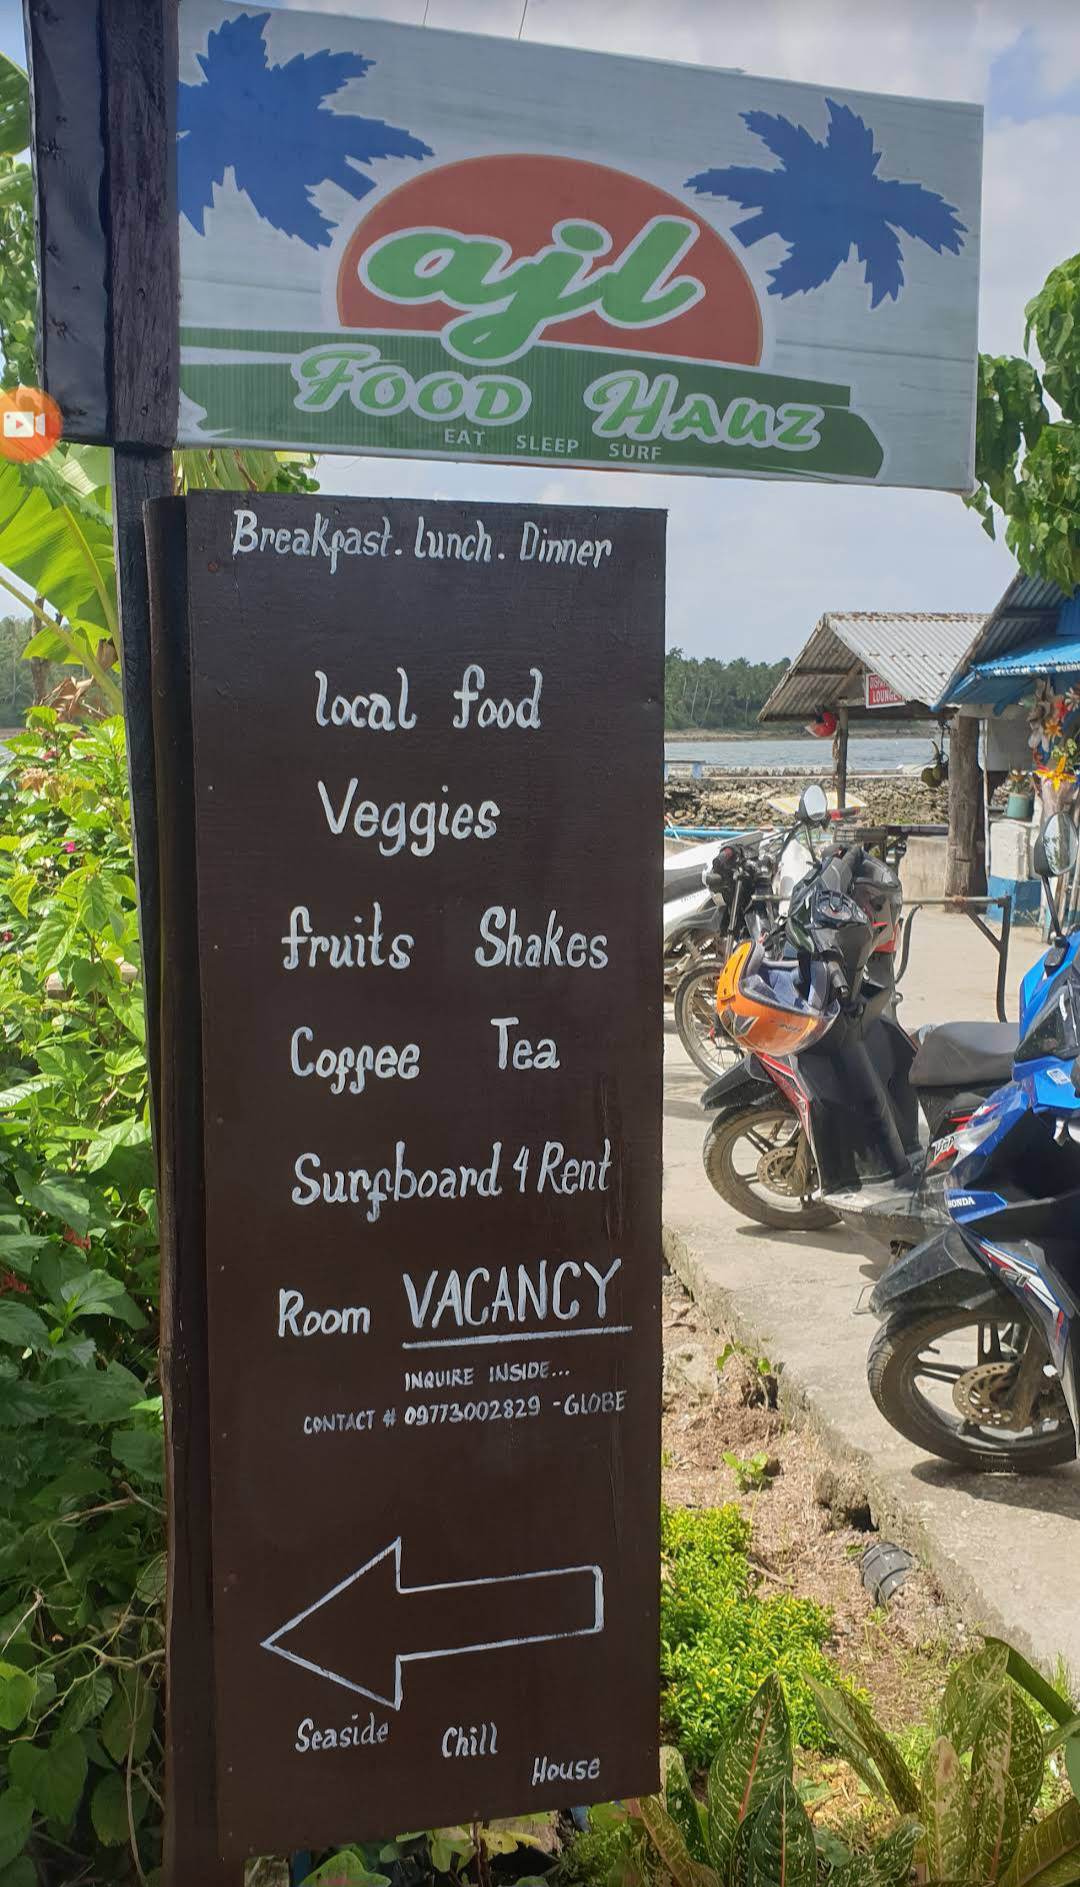 ajl
FOOD HAUZ
EAT SLEEP SURF
Breakfast. lunch. Dinner
local food
Veggies
fruits Shakes
Coffee Tea
Surfboard 4 Rent
Room VACANCY
INQUIRE INSIDE...
CONTACT # 09773002829 - GLOBE
Seaside Chill
House
LOUNGE
HONDA